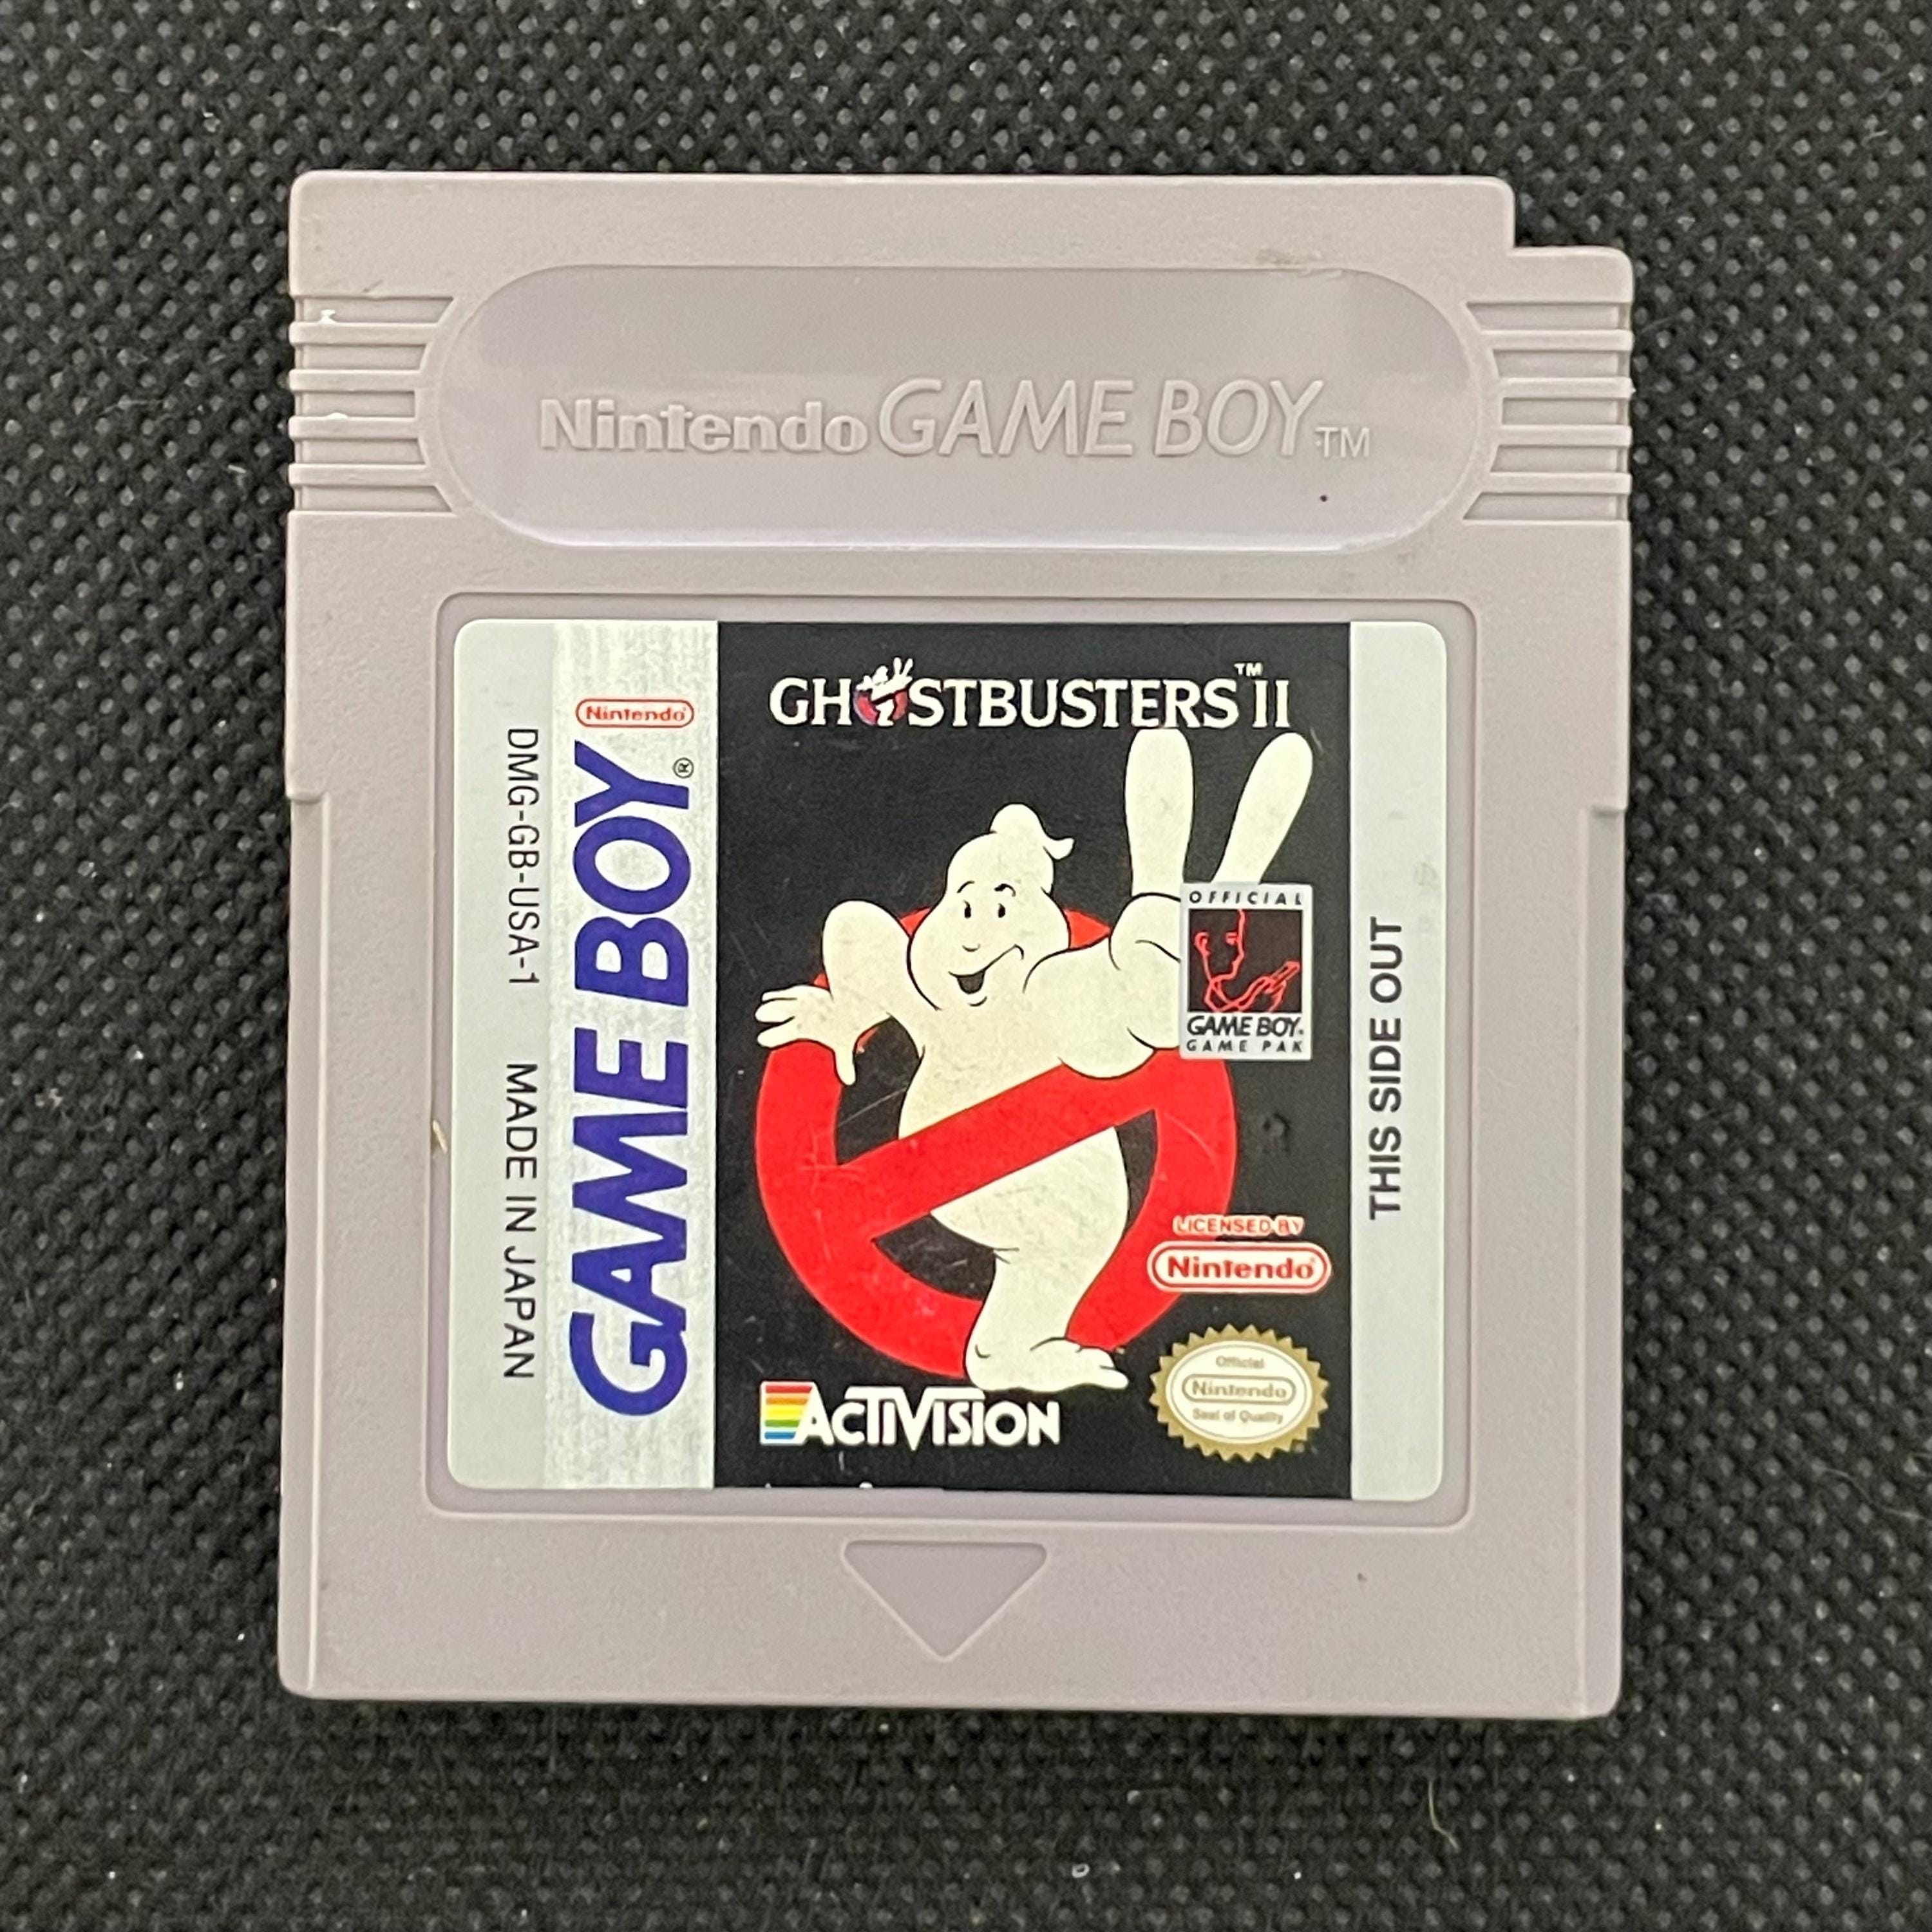 Nintendo GAME BOY™
GHOSTBUSTERS™ II
Nintendo
GAME BOY®
DMG-GB-USA-1 MADE IN JAPAN
OFFICIAL
GAME BOY®
GAME PAK
THIS SIDE OUT
LICENSED BY
Nintendo
Official
Nintendo
Seal of Quality
ACTIVISION